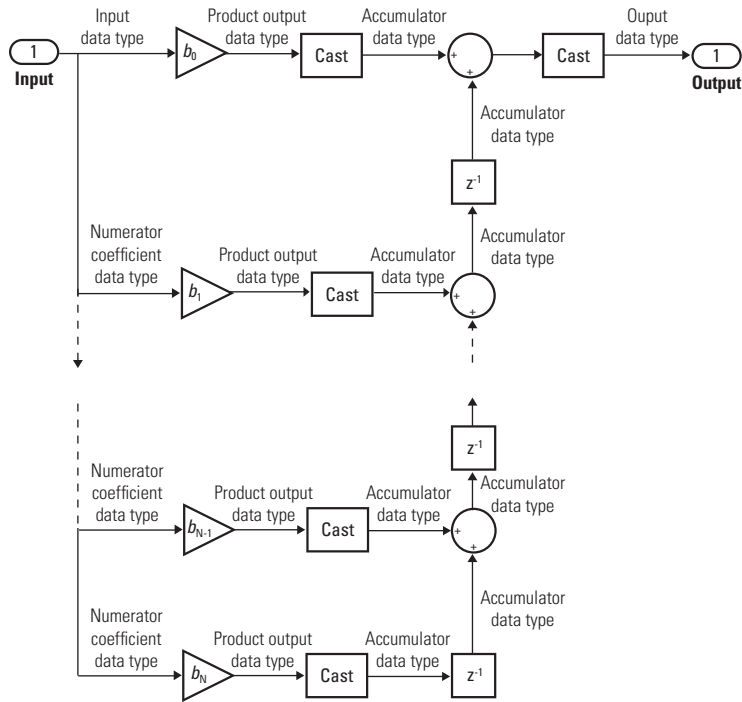 Input
data type
Product output
data type
Accumulator
data type
Ouput
data type
1
Input
b0
Cast
+
+
Cast
1
Output
Accumulator
data type
z-1
Numerator
coefficient
data type
Product output
data type
Accumulator
data type
Accumulator
data type
b1
Cast
+
+
z-1
Numerator
coefficient
data type
Product output
data type
Accumulator
data type
Accumulator
data type
bN-1
Cast
+
+
Numerator
coefficient
data type
Product output
data type
Accumulator
data type
Accumulator
data type
bN
Cast
z-1